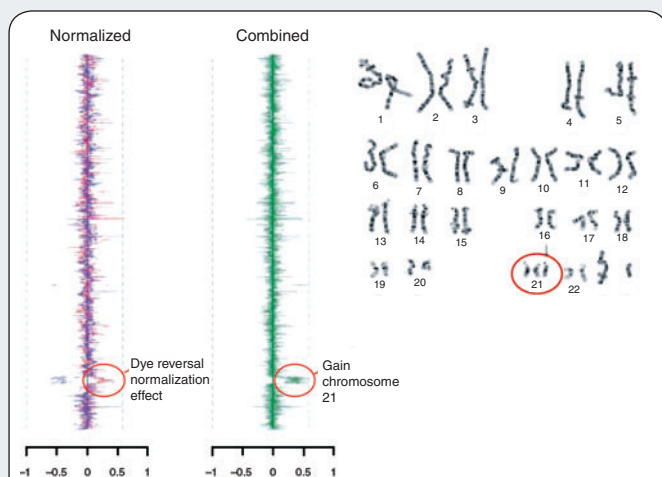 Normalized
Combined
Dye reversal
normalization
effect
Gain
chromosome
21
–1 –0.5 0 0.5 1
–1 –0.5 0 0.5 1
1 2 3 4 5
6 7 8 9 10 11 12
13 14 15 16 17 18
19 20 21 22